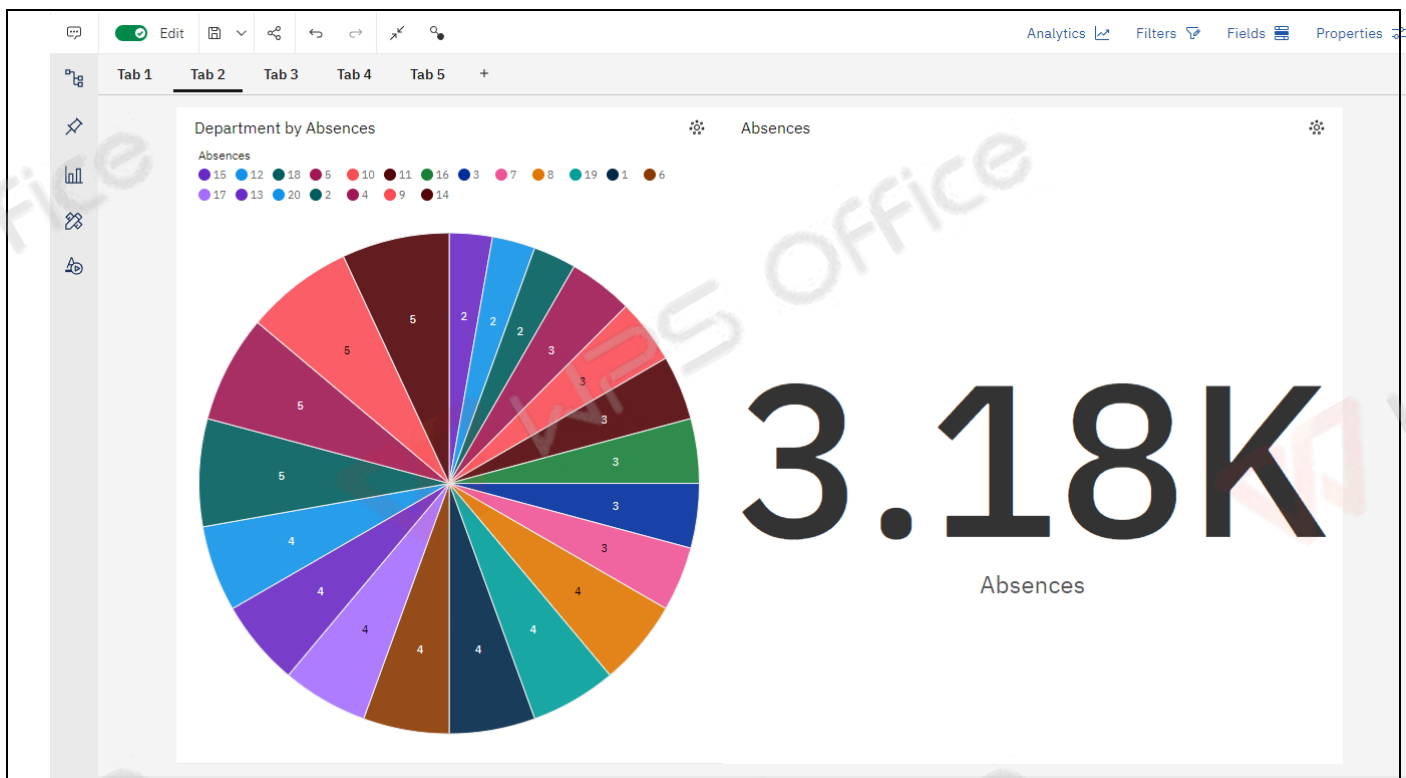 Edit
Analytics Filters Fields Properties
Tab 1 Tab 2 Tab 3 Tab 4 Tab 5 +
Department by Absences
Absences
Absences
15 12 18 5 10 11 16 3 7 8 19 1 6
17 13 20 2 4 9 14
5 2 2 2
5 3
3
5 3
5 3
3
4 3
4 4
4 4
4 4
3.18K
Absences
WPS Office